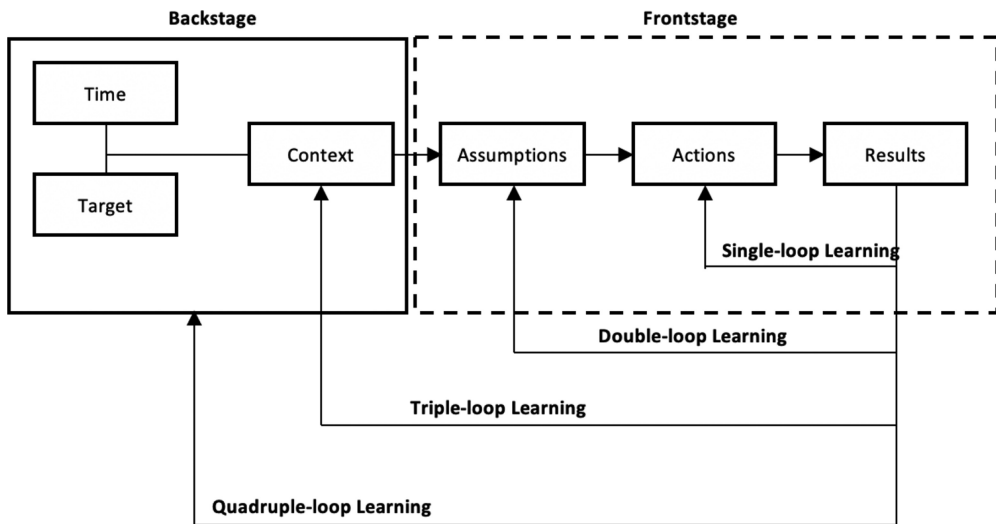 Backstage
Frontstage
Time
Target
Context
Assumptions
Actions
Results
Single-loop Learning
Double-loop Learning
Triple-loop Learning
Quadruple-loop Learning